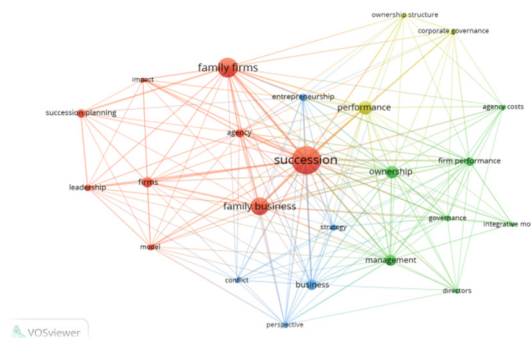 ownership structure
corporate governance
family firms
impact
entrepreneurship
succession planning
performance
agency costs
agency
succession
firm performance
ownership
leadership
firms
family business
governance
strategy
integrative mo
model
management
conflict
business
directors
perspective
VOSviewer